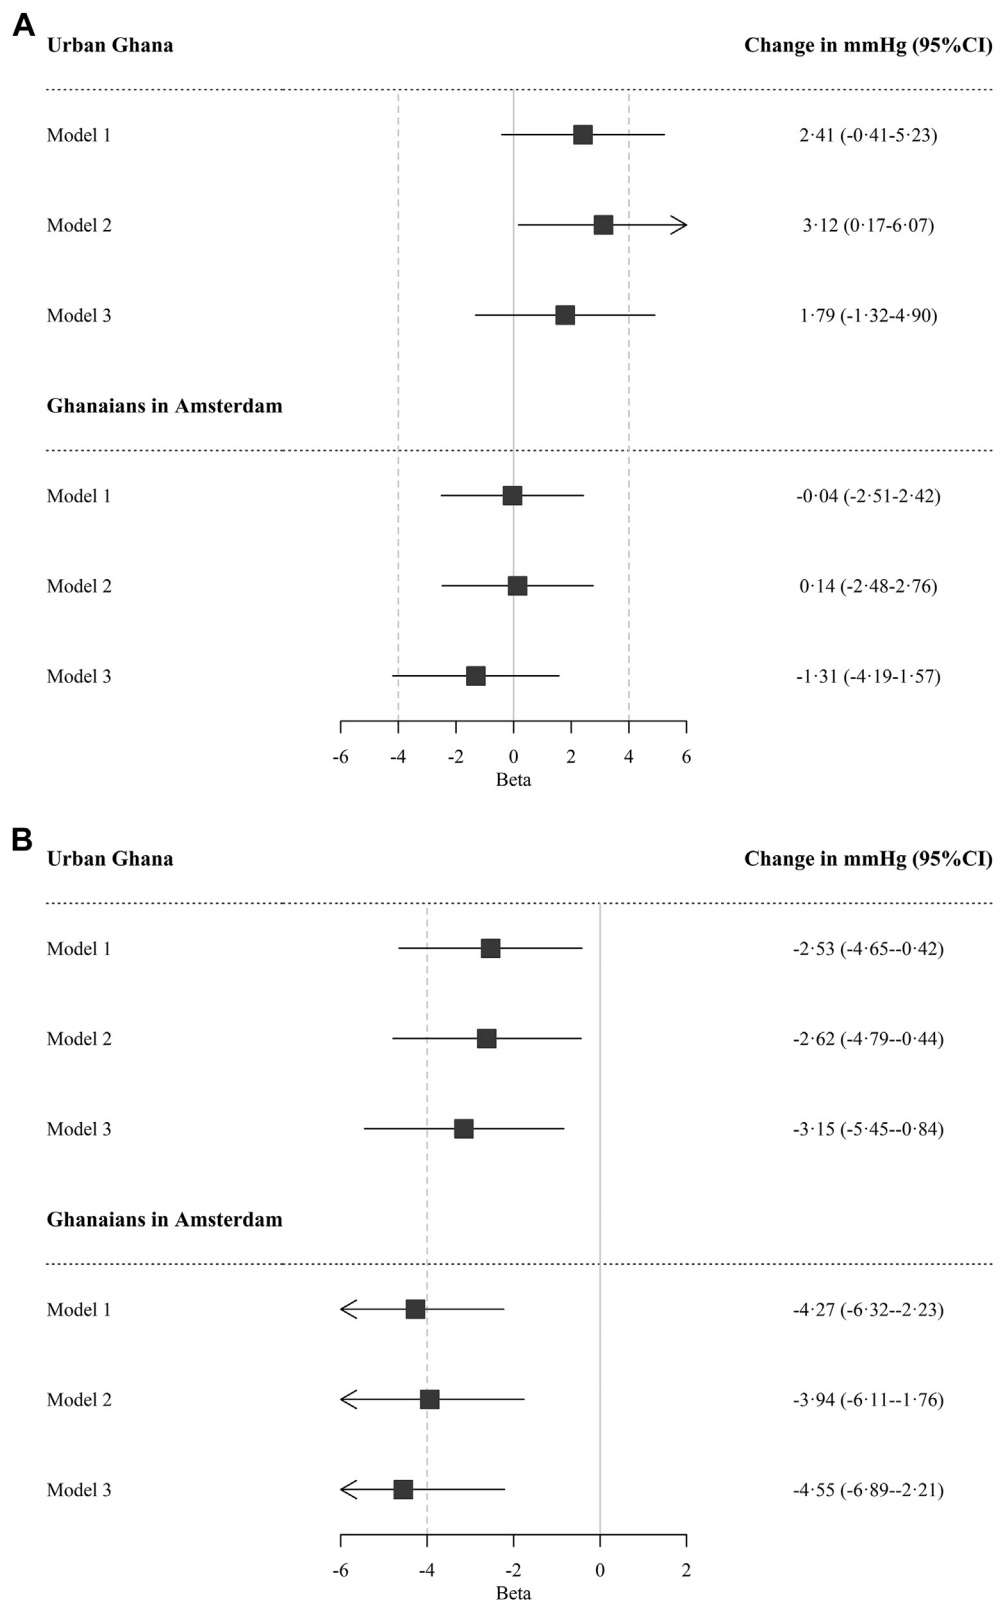 A
Urban Ghana Change in mmHg (95%CI)
Model 1 2·41 (-0·41-5·23)
Model 2 3·12 (0·17-6·07)
Model 3 1·79 (-1·32-4·90)
Ghanaians in Amsterdam
Model 1 -0·04 (-2·51-2·42)
Model 2 0·14 (-2·48-2·76)
Model 3 -1·31 (-4·19-1·57)
-6 -4 -2 0 2 4 6
Beta
B
Urban Ghana Change in mmHg (95%CI)
Model 1 -2·53 (-4·65--0·42)
Model 2 -2·62 (-4·79--0·44)
Model 3 -3·15 (-5·45--0·84)
Ghanaians in Amsterdam
Model 1 -4·27 (-6·32--2·23)
Model 2 -3·94 (-6·11--1·76)
Model 3 -4·55 (-6·89--2·21)
-6 -4 -2 0 2
Beta